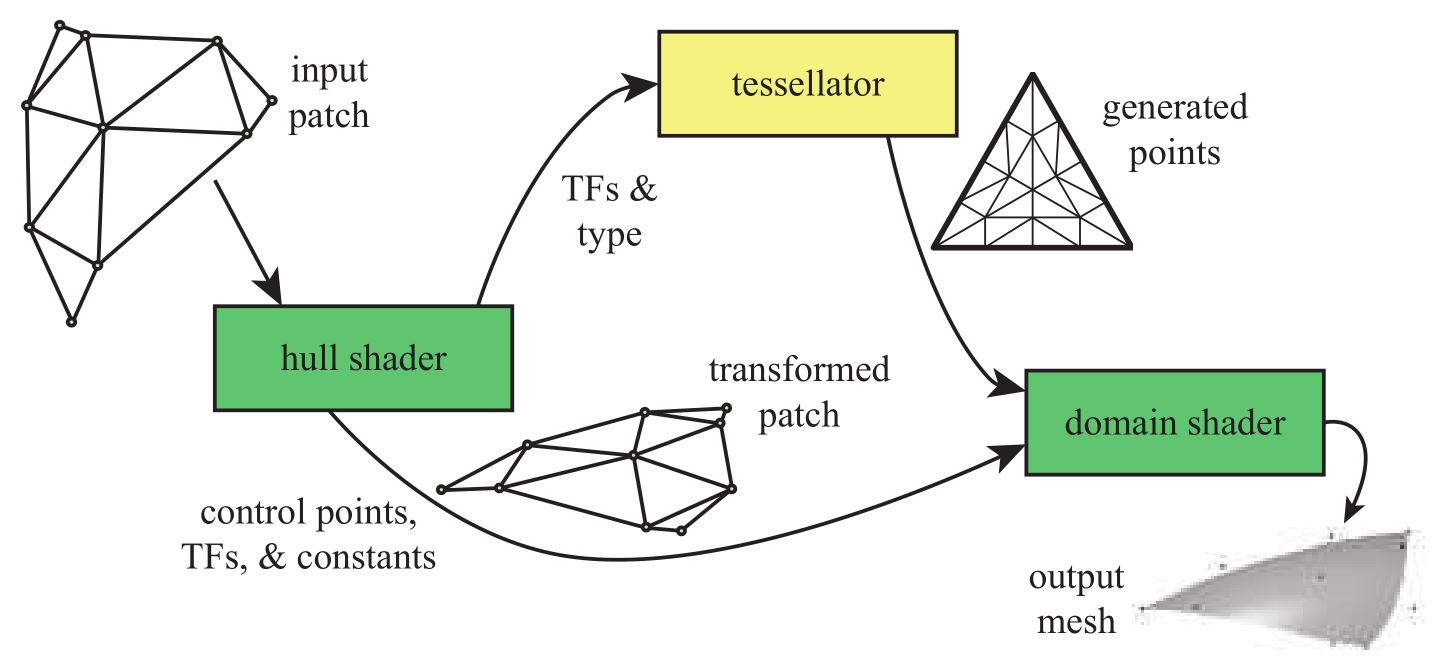 input
patch
tessellator
generated
points
TFs &
type
hull shader
transformed
patch
domain shader
control points,
TFs, & constants
output
mesh